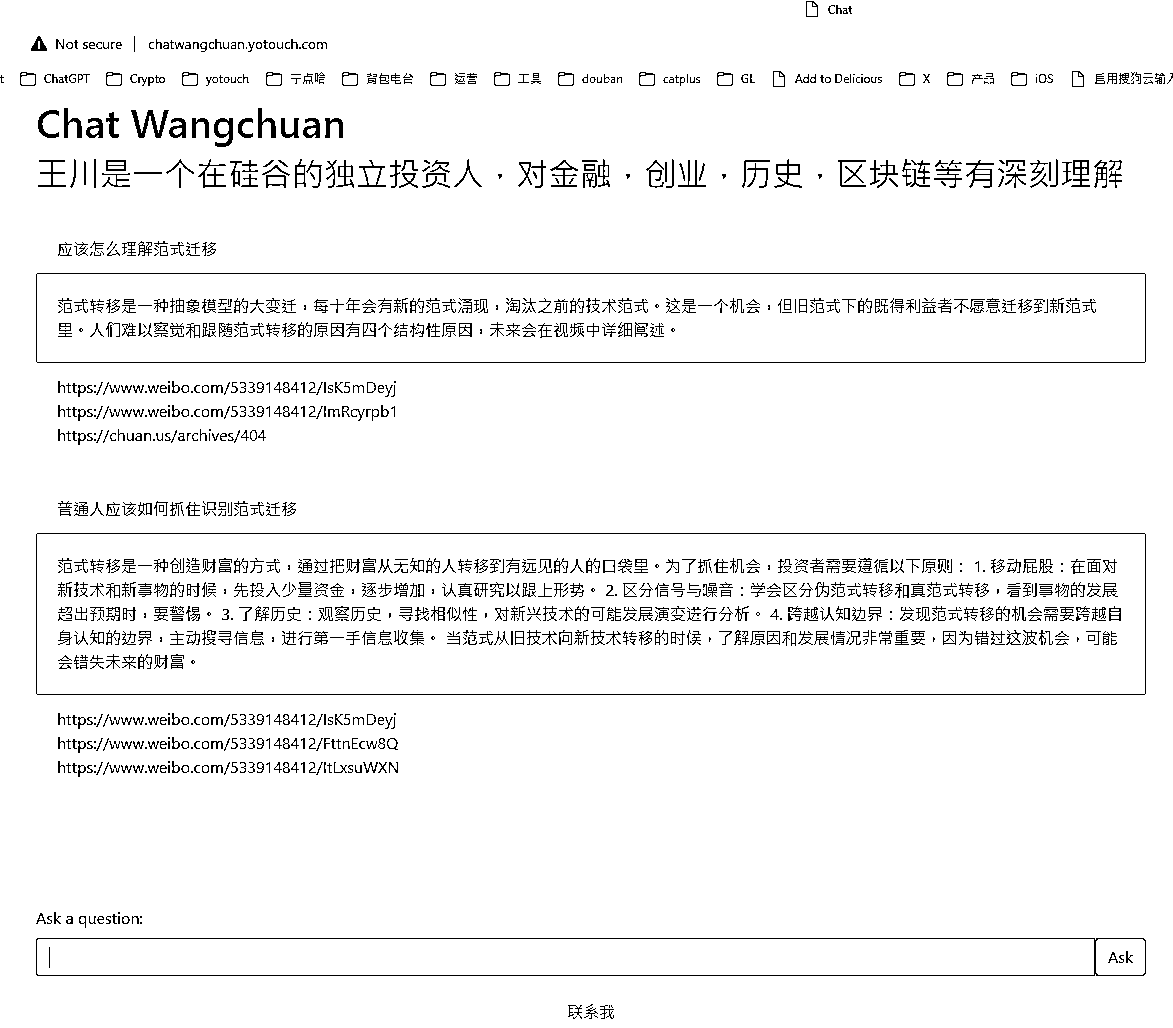 Chat
Not secure | chatwangchuan.yotouch.com
t ChatGPT Crypto yotouch 亍点啥 背包电台 运营 工具 douban catplus GL Add to Delicious X 产品 iOS 启用搜狗云输入
Chat Wangchuan
王川是一个在硅谷的独立投资人，对金融，创业，历史，区块链等有深刻理解
应该怎么理解范式迁移
范式转移是一种抽象模型的大变迁，每十年会有新的范式涌现，淘汰之前的技术范式。这是一个机会，但旧范式下的既得利益者不愿意迁移到新范式
里。人们难以察觉和跟随范式转移的原因有四个结构性原因，未来会在视频中详细阐述。
https://www.weibo.com/5339148412/IsK5mDeyj
https://www.weibo.com/5339148412/ImRcyrpb1
https://chuan.us/archives/404
普通人应该如何抓住识别范式迁移
范式转移是一种创造财富的方式，通过把财富从无知的人转移到有远见的人的口袋里。为了抓住机会，投资者需要遵循以下原则： 1. 移动屁股：在面对
新技术和新事物的时候，先投入少量资金，逐步增加，认真研究以跟上形势。 2. 区分信号与噪音：学会区分伪范式转移和真范式转移，看到事物的发展
超出预期时，要警惕。 3. 了解历史：观察历史，寻找相似性，对新兴技术的可能发展演变进行分析。 4. 跨越认知边界：发现范式转移的机会需要跨越自
身认知的边界，主动搜寻信息，进行第一手信息收集。 当范式从旧技术向新技术转移的时候，了解原因和发展情况非常重要，因为错过这波机会，可能
会错失未来的财富。
https://www.weibo.com/5339148412/IsK5mDeyj
https://www.weibo.com/5339148412/FttnEcw8Q
https://www.weibo.com/5339148412/ItLxsuWXN
Ask a question:
Ask
联系我